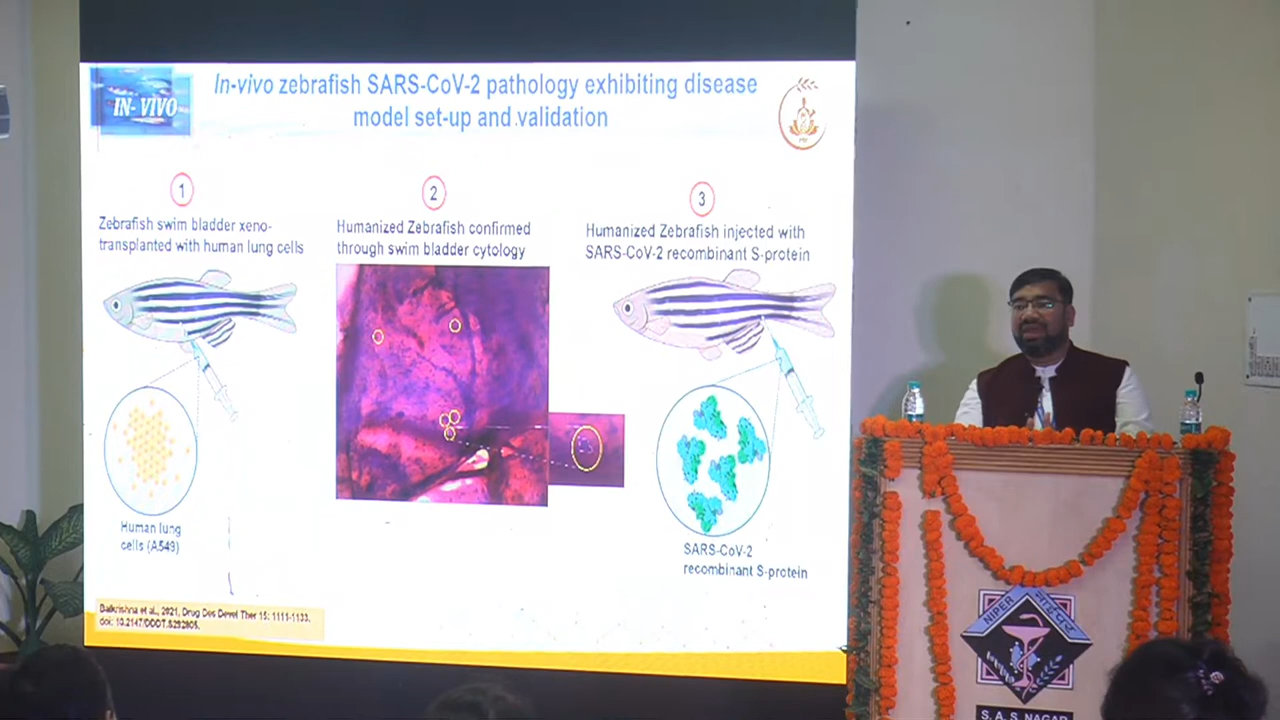 IN- VIVO
In-vivo zebrafish SARS-CoV-2 pathology exhibiting disease
model set-up and validation
1
Zebrafish swim bladder xeno-
transplanted with human lung cells
Human lung
cells (A549)
2
Humanized Zebrafish confirmed
through swim bladder cytology
3
Humanized Zebrafish injected with
SARS-CoV-2 recombinant S-protein
SARS-CoV-2
recombinant S-protein
Balkrishna et al., 2021, Drug Des Devel Ther 15: 1111-1133.
doi: 10.2147/DDDT.S292805.
NIPER नाईपर
S. A. S. NAGAR